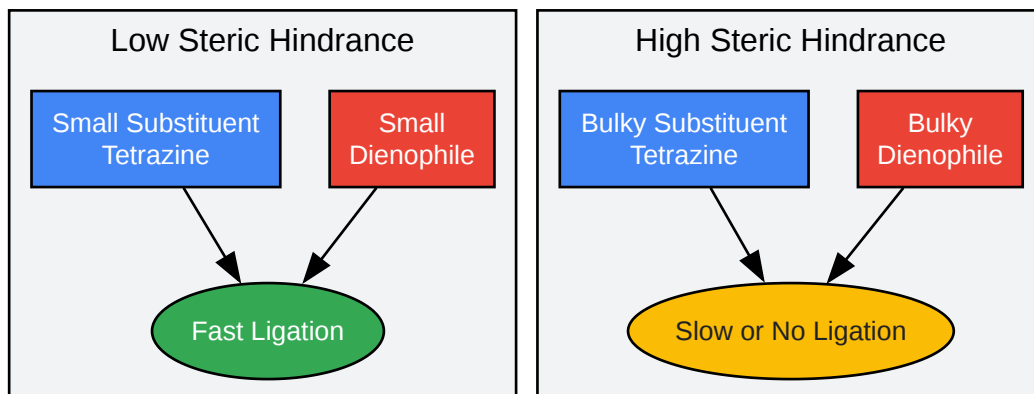 Low Steric Hindrance
Small Substituent
Tetrazine
Small
Dienophile
Fast Ligation
High Steric Hindrance
Bulky Substituent
Tetrazine
Bulky
Dienophile
Slow or No Ligation